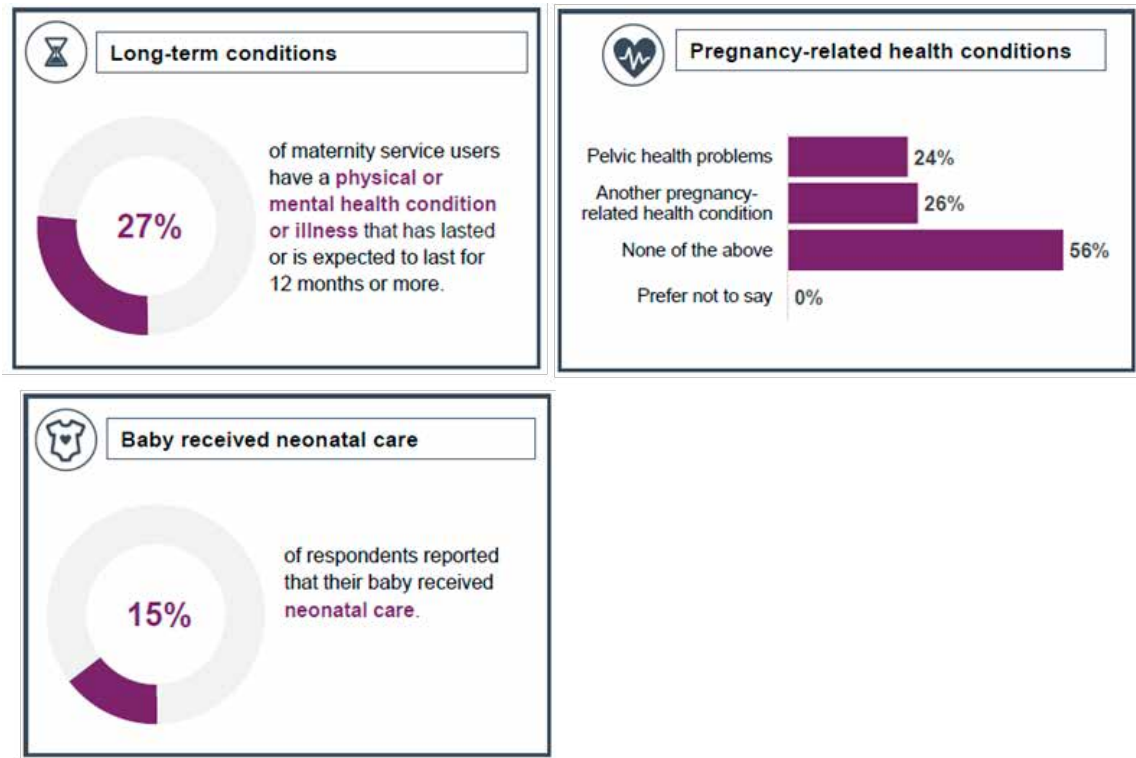 Long-term conditions
27%
of maternity service users
have a physical or
mental health condition
or illness that has lasted
or is expected to last for
12 months or more.
Pregnancy-related health conditions
Pelvic health problems 24%
Another pregnancy-
related health condition 26%
None of the above 56%
Prefer not to say 0%
Baby received neonatal care
15%
of respondents reported
that their baby received
neonatal care.